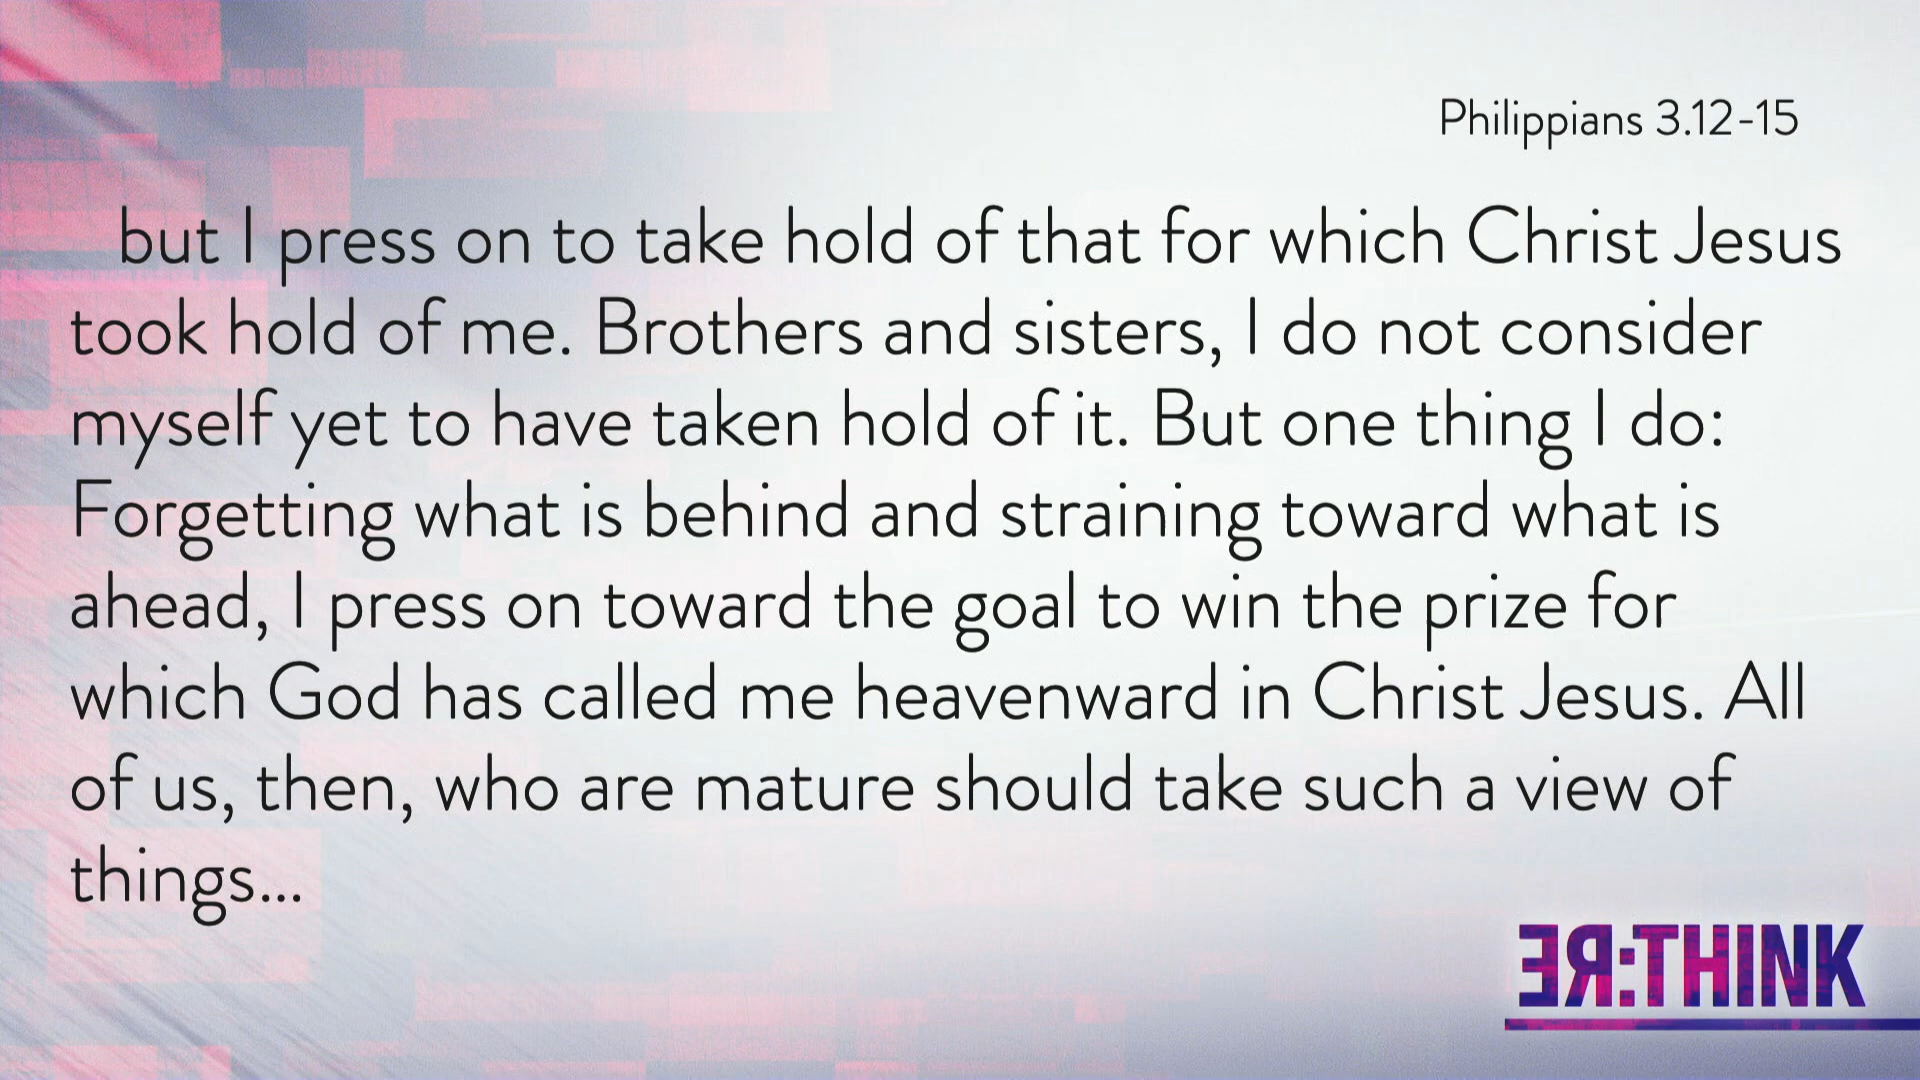 Philippians 3.12-15
but I press on to take hold of that for which Christ Jesus
took hold of me. Brothers and sisters, I do not consider
myself yet to have taken hold of it. But one thing I do:
Forgetting what is behind and straining toward what is
ahead, I press on toward the goal to win the prize for
which God has called me heavenward in Christ Jesus. All
of us, then, who are mature should take such a view of
things...
ƎЯ:THINK